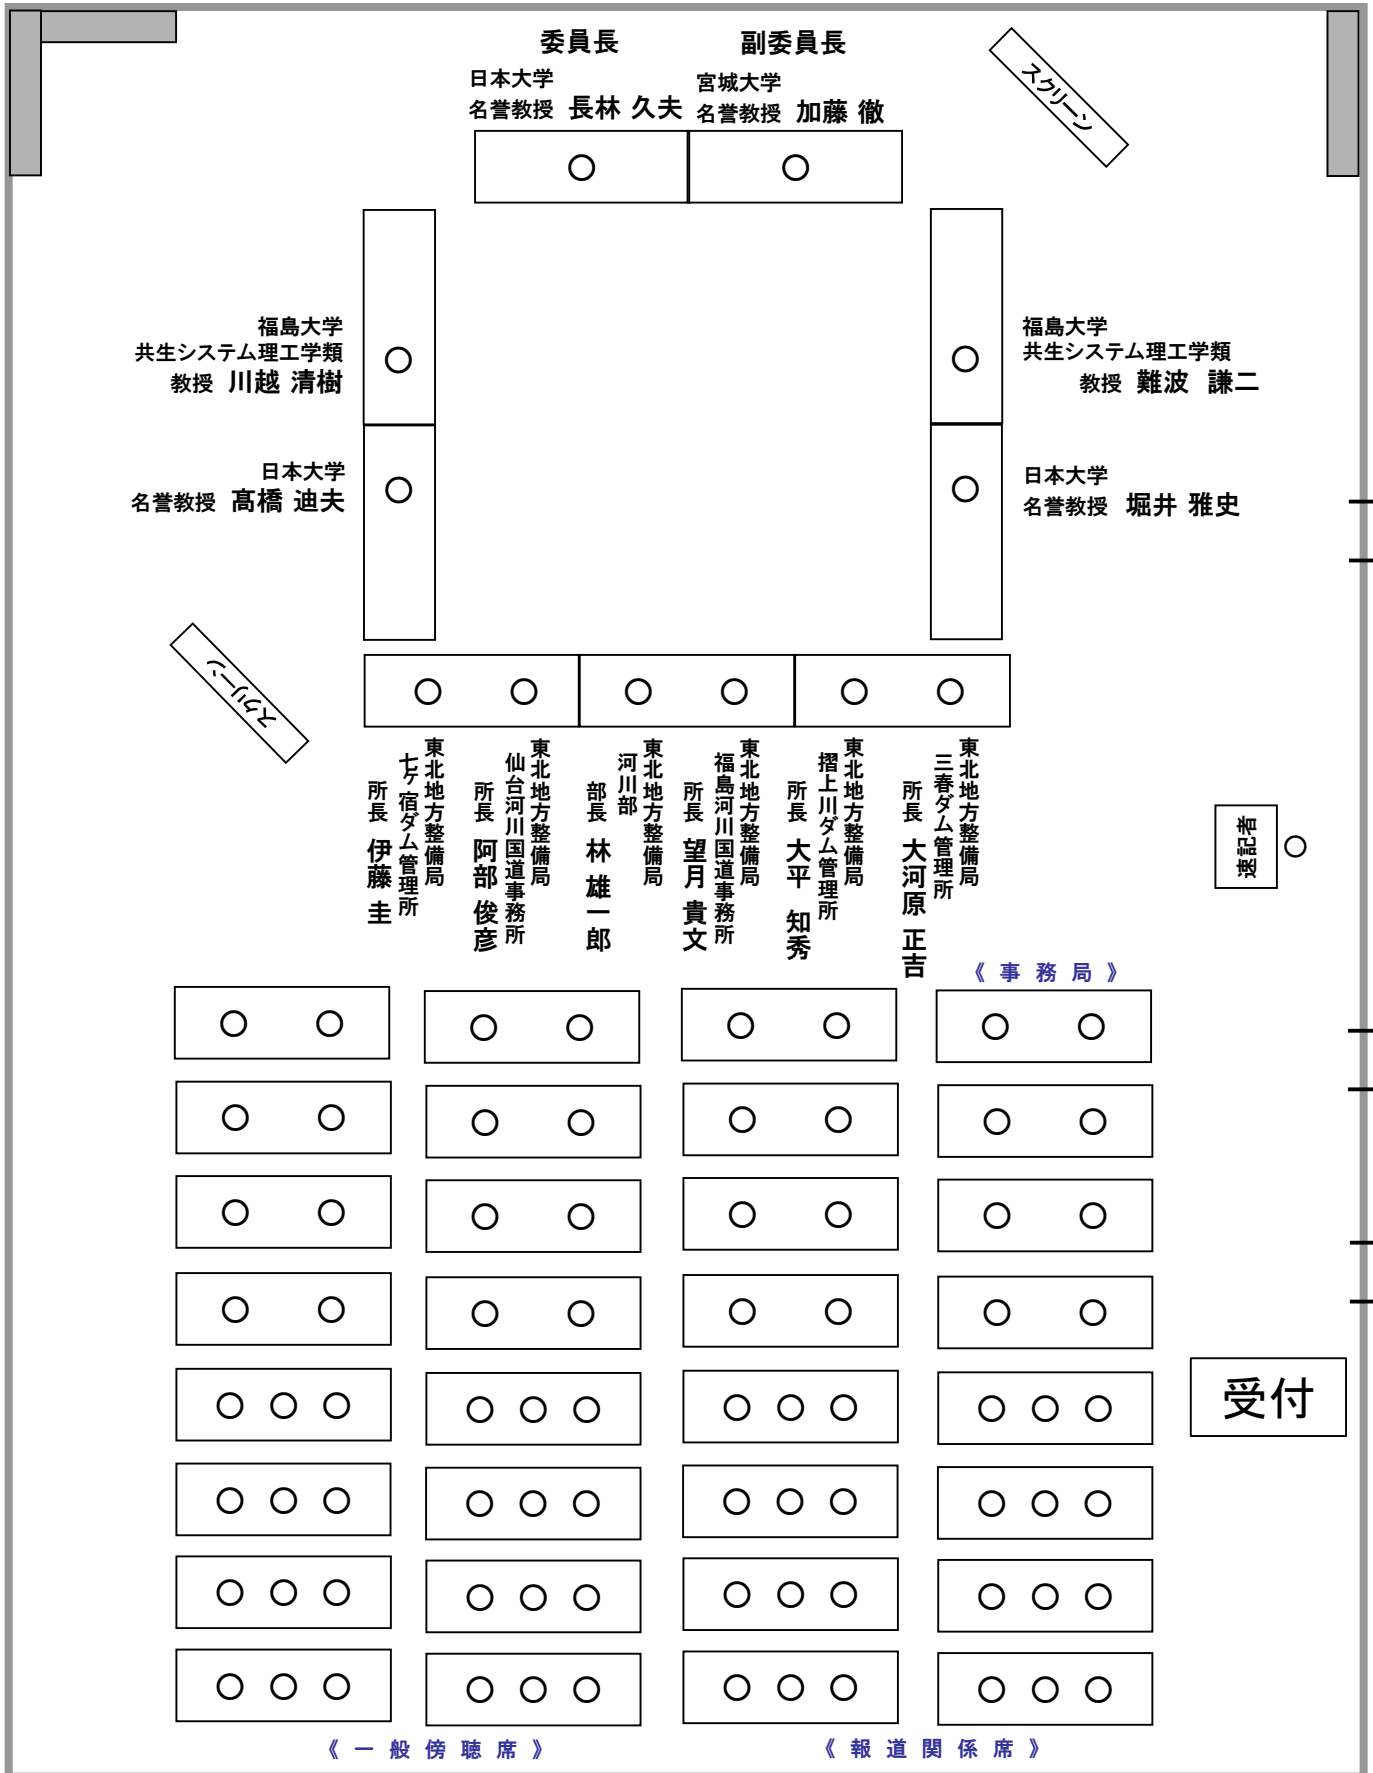 委員長
副委員長
日本大学
名誉教授 長林 久夫
宮城大学
名誉教授 加藤 徹
スクリーン
福島大学
共生システム理工学類
教授 川越 清樹
福島大学
共生システム理工学類
教授 難波 謙二
日本大学
名誉教授 髙橋 迪夫
日本大学
名誉教授 堀井 雅史
スクリーン
東北地方整備局
七ヶ宿ダム管理所
所長 伊藤 圭
東北地方整備局
仙台河川国道事務所
所長 阿部 俊彦
東北地方整備局
河川部
部長 林 雄一郎
東北地方整備局
福島河川国道事務所
所長 望月 貴文
東北地方整備局
摺上川ダム管理所
所長 大平 知秀
東北地方整備局
三春ダム管理所
所長 大河原 正吉
速記者
《 事 務 局 》
受付
《 一 般 傍 聴 席 》
《 報 道 関 係 席 》